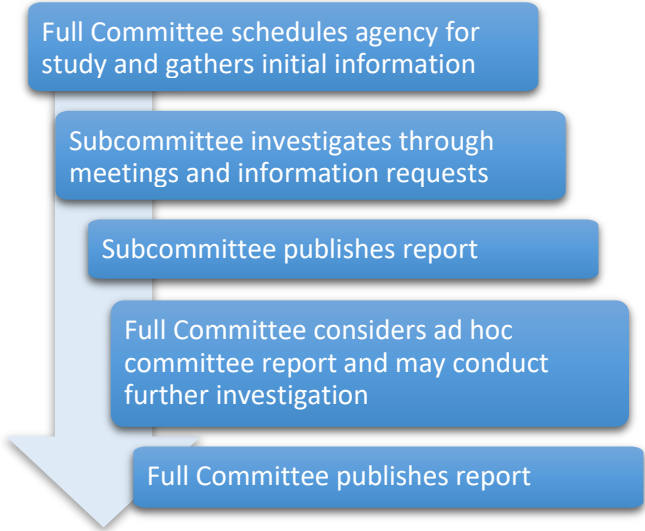 Full Committee schedules agency for
study and gathers initial information
Subcommittee investigates through
meetings and information requests
Subcommittee publishes report
Full Committee considers ad hoc
committee report and may conduct
further investigation
Full Committee publishes report